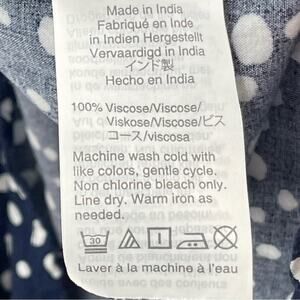 Made in India
Fabriqué en Inde
in Indien Hergestellt
Vervaardigd in India
インド製
Hecho en India
100% Viscose/Viscose/
Viskose/Viscose/ビス
コース/viscosa
Machine wash cold with
like colors, gentle cycle.
Non chlorine bleach only.
Line dry. Warm iron as
needed.
30
Laver à la machine à l'eau